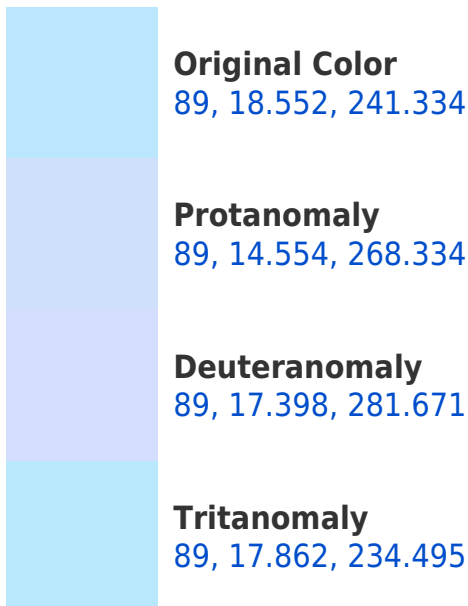 Original Color
89, 18.552, 241.334
Protanomaly
89, 14.554, 268.334
Deuteranomaly
89, 17.398, 281.671
Tritanomaly
89, 17.862, 234.495